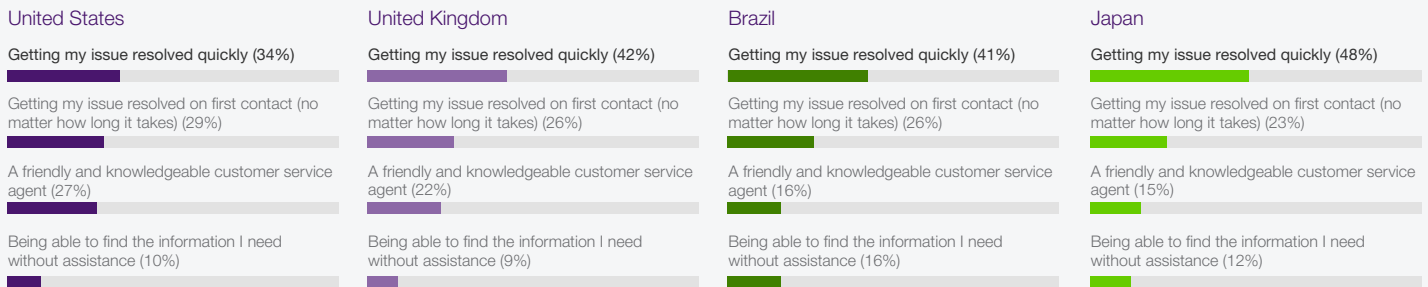 United States
Getting my issue resolved quickly (34%)
Getting my issue resolved on first contact (no
matter how long it takes) (29%)
A friendly and knowledgeable customer service
agent (27%)
Being able to find the information I need
without assistance (10%)
United Kingdom
Getting my issue resolved quickly (42%)
Getting my issue resolved on first contact (no
matter how long it takes) (26%)
A friendly and knowledgeable customer service
agent (22%)
Being able to find the information I need
without assistance (9%)
Brazil
Getting my issue resolved quickly (41%)
Getting my issue resolved on first contact (no
matter how long it takes) (26%)
A friendly and knowledgeable customer service
agent (16%)
Being able to find the information I need
without assistance (16%)
Japan
Getting my issue resolved quickly (48%)
Getting my issue resolved on first contact (no
matter how long it takes) (23%)
A friendly and knowledgeable customer service
agent (15%)
Being able to find the information I need
without assistance (12%)